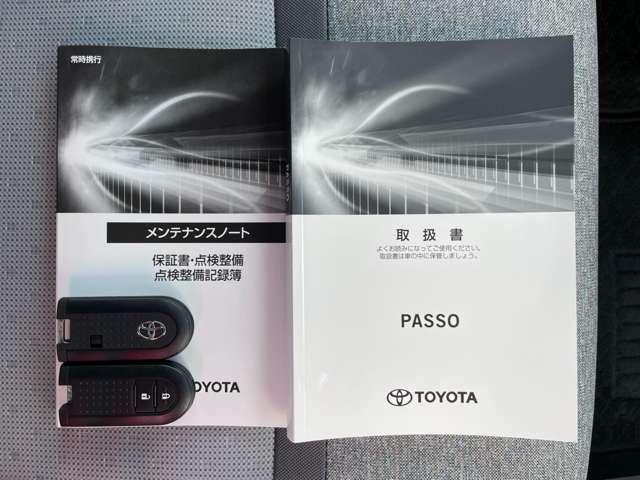 常時携行
メンテナンスノート
保証書・点検整備
点検整備記録簿
TOYOTA
PASSO
取扱書
よくお読みになってご使用ください。
取扱書は車の中に保管しましょう。
PASSO
TOYOTA